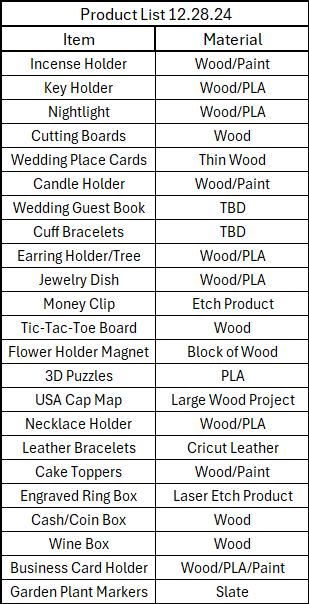 Product List 12.28.24
Item Material
Incense Holder Wood/Paint
Key Holder Wood/PLA
Nightlight Wood/PLA
Cutting Boards Wood
Wedding Place Cards Thin Wood
Candle Holder Wood/Paint
Wedding Guest Book TBD
Cuff Bracelets TBD
Earring Holder/Tree Wood/PLA
Jewelry Dish Wood/PLA
Money Clip Etch Product
Tic-Tac-Toe Board Wood
Flower Holder Magnet Block of Wood
3D Puzzles PLA
USA Cap Map Large Wood Project
Necklace Holder Wood/PLA
Leather Bracelets Cricut Leather
Cake Toppers Wood/Paint
Engraved Ring Box Laser Etch Product
Cash/Coin Box Wood
Wine Box Wood
Business Card Holder Wood/PLA/Paint
Garden Plant Markers Slate